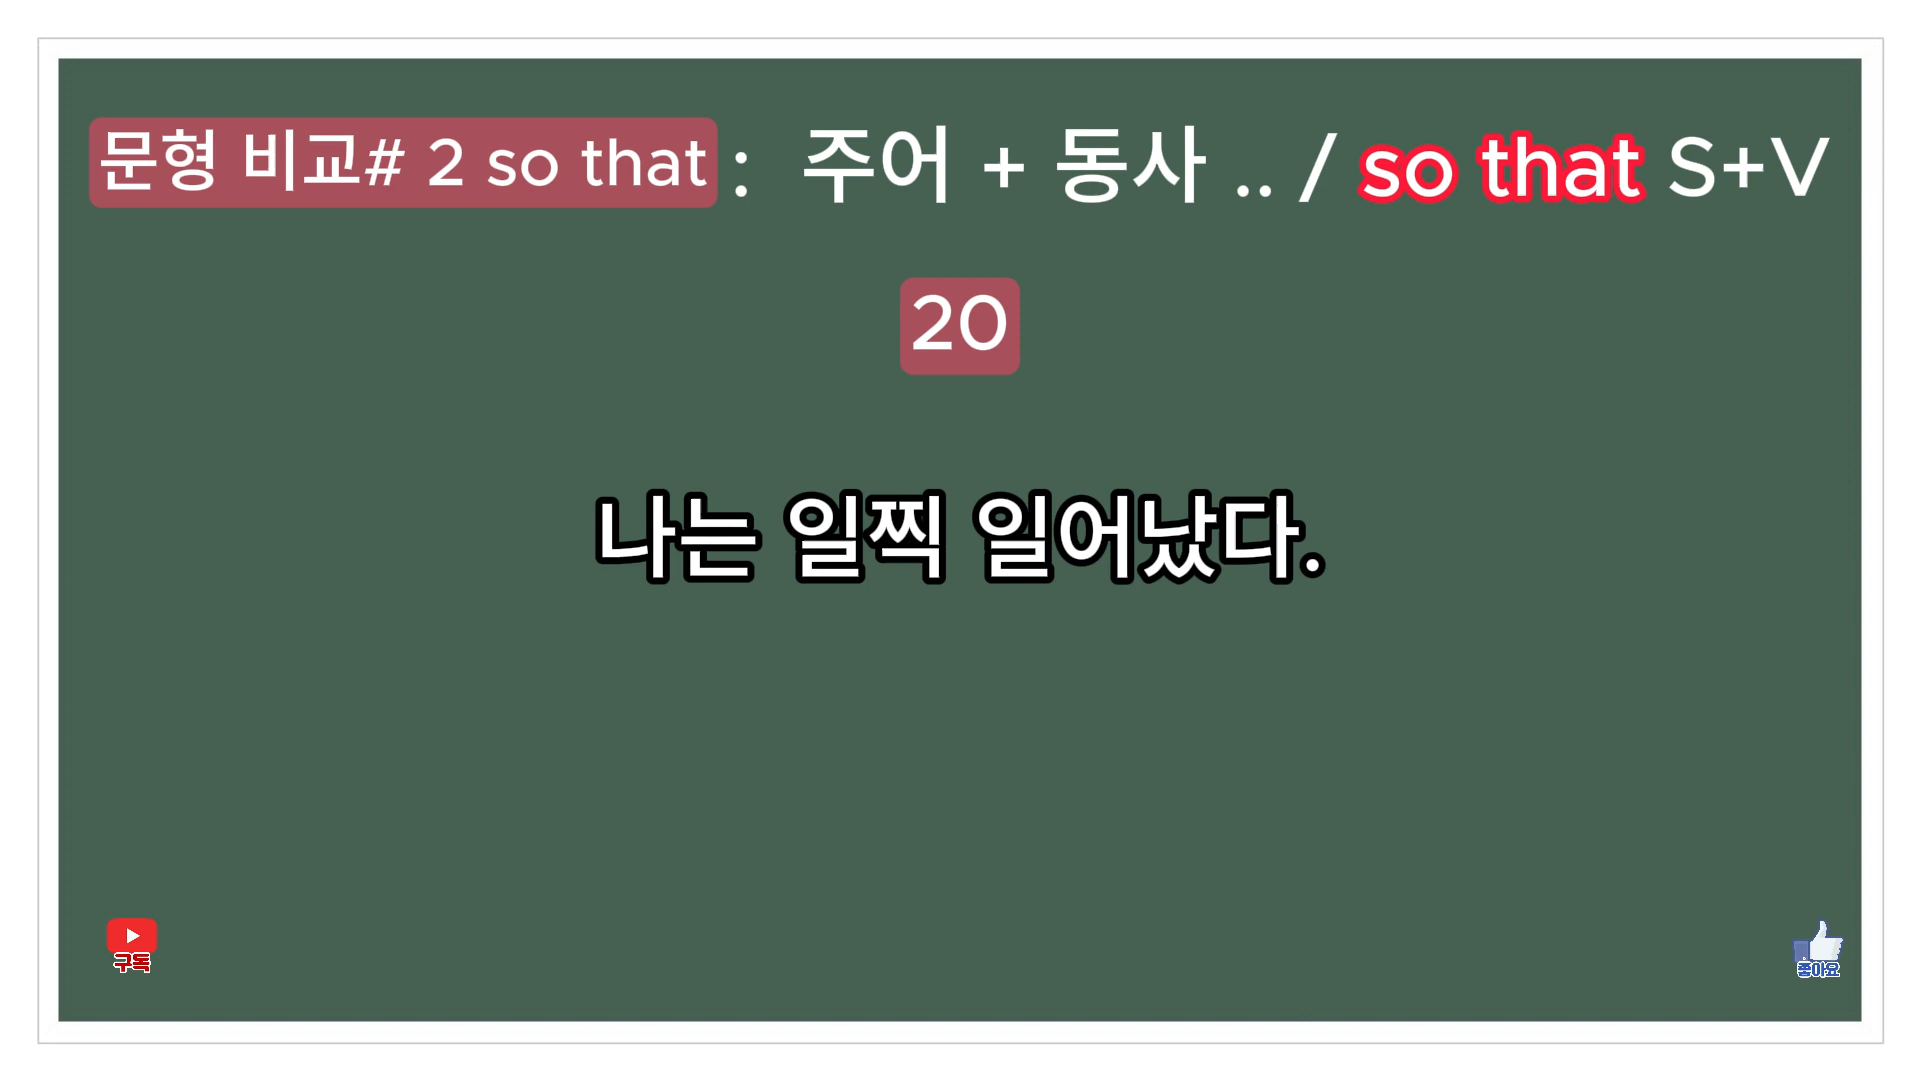 문형 비교# 2 so that : 주어 + 동사 .. / so that S+V
20
나는 일찍 일어났다.
구독
좋아요